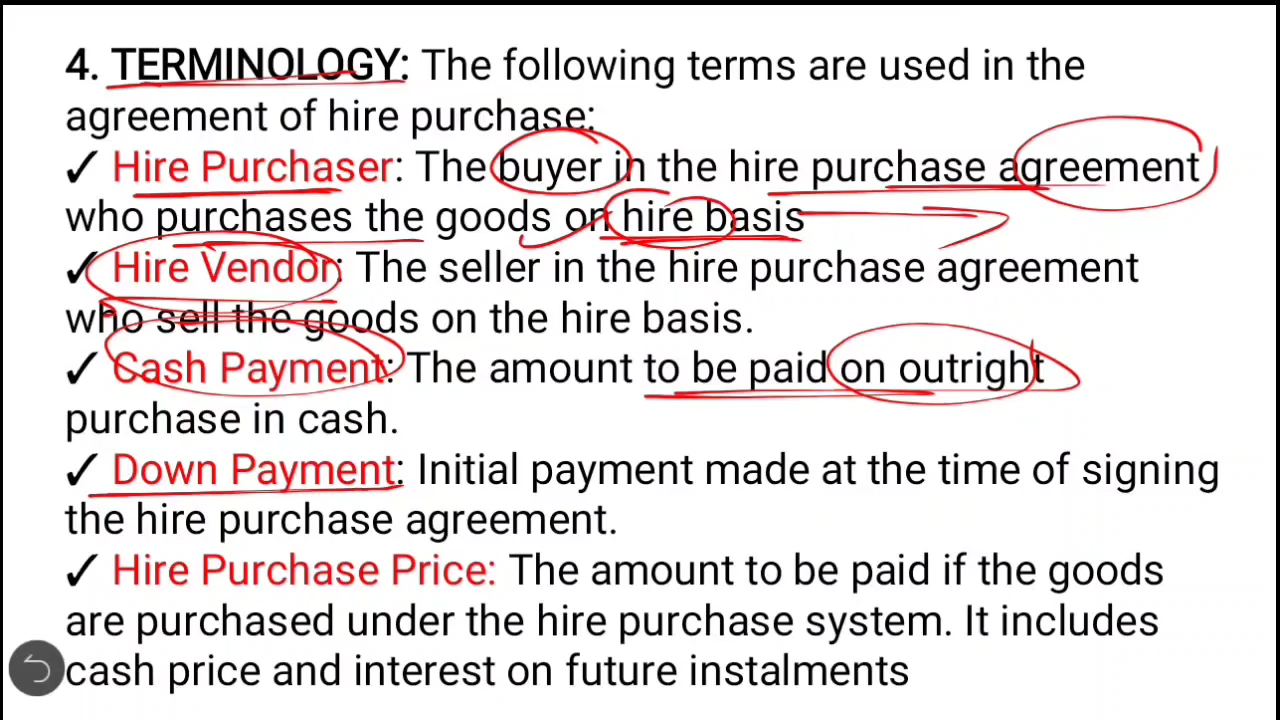 4. TERMINOLOGY: The following terms are used in the
agreement of hire purchase:
✓ Hire Purchaser: The buyer in the hire purchase agreement
who purchases the goods on hire basis
✓ Hire Vendor: The seller in the hire purchase agreement
who sell the goods on the hire basis.
✓ Cash Payment: The amount to be paid on outright
purchase in cash.
✓ Down Payment: Initial payment made at the time of signing
the hire purchase agreement.
✓ Hire Purchase Price: The amount to be paid if the goods
are purchased under the hire purchase system. It includes
cash price and interest on future instalments